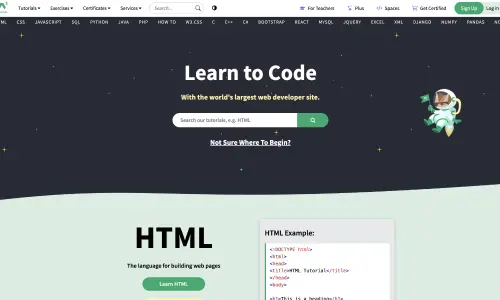 Tutorials Exercises Certificates Services Search... For Teachers Plus Spaces Get Certified Sign Up Log in
ML CSS JAVASCRIPT SQL PYTHON JAVA PHP HOW TO W3.CSS C C++ C# BOOTSTRAP REACT MYSQL JQUERY EXCEL XML DJANGO NUMPY PANDAS
Learn to Code
With the world's largest web developer site.
Search our tutorials, e.g. HTML
Not Sure Where To Begin?
HTML
The language for building web pages
Learn HTML
HTML Example:
<!DOCTYPE html>
<html>
<head>
<title>HTML Tutorial</title>
</head>
<body>
<h1>This is a heading</h1>